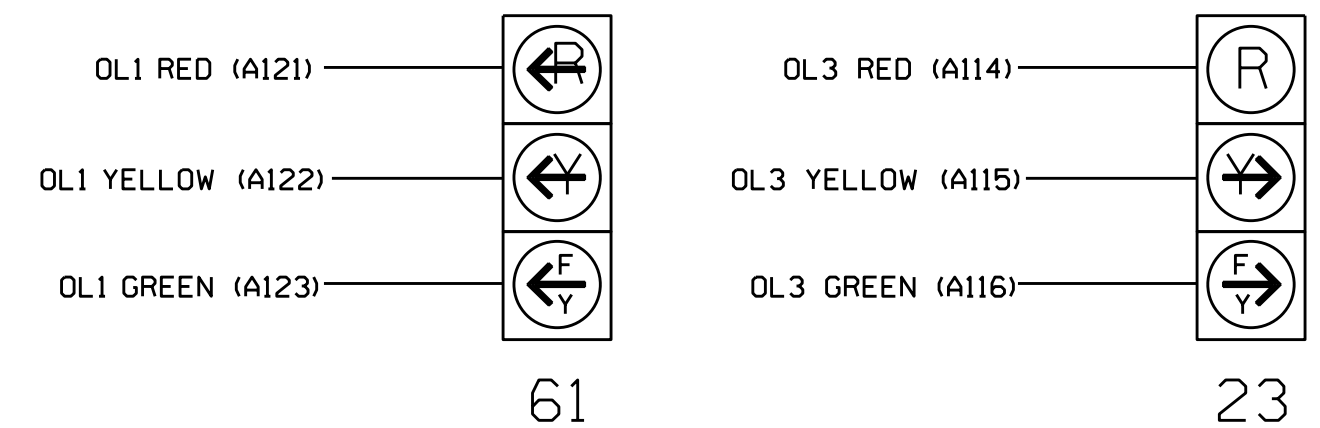 OL1 RED (A121)
R
OL1 YELLOW (A122)
Y
OL1 GREEN (A123)
F
Y
61
OL3 RED (A114)
R
OL3 YELLOW (A115)
Y
OL3 GREEN (A116)
F
Y
23